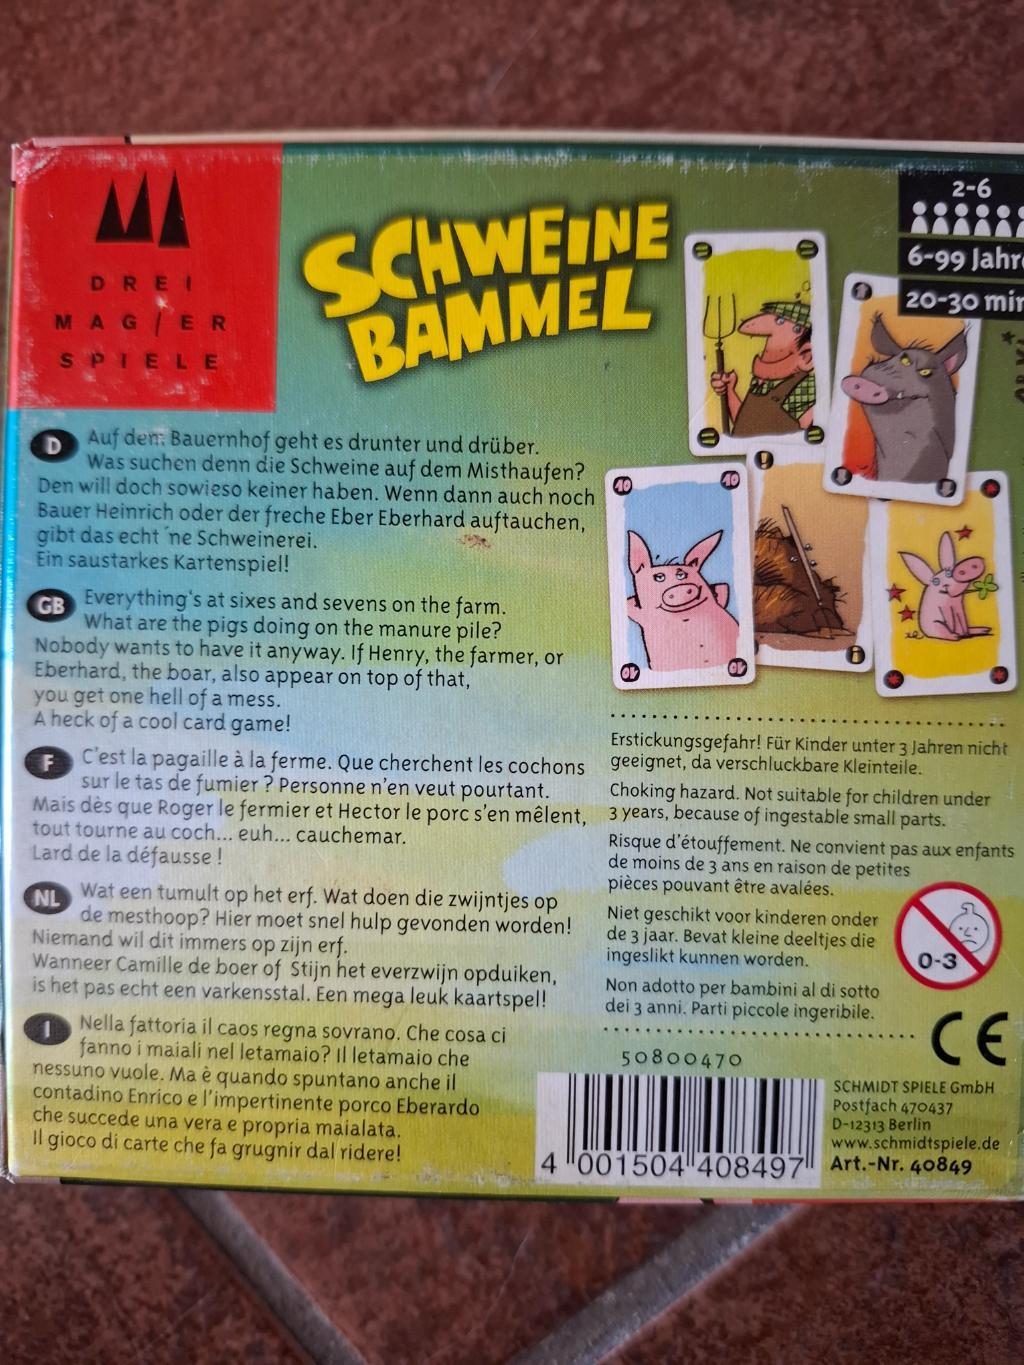 DREI
MAGIER
SPIELE
SCHWEINE
BAMMEL
2-6
6-99 Jahre
20-30 min
10
10
10
10
D Auf dem Bauernhof geht es drunter und drüber.
Was suchen denn die Schweine auf dem Misthaufen?
Den will doch sowieso keiner haben. Wenn dann auch noch
Bauer Heinrich oder der freche Eber Eberhard auftauchen,
gibt das echt ´ne Schweinerei.
Ein saustarkes Kartenspiel!
GB Everything's at sixes and sevens on the farm.
What are the pigs doing on the manure pile?
Nobody wants to have it anyway. If Henry, the farmer, or
Eberhard, the boar, also appear on top of that,
you get one hell of a mess.
A heck of a cool card game!
F C'est la pagaille à la ferme. Que cherchent les cochons
sur le tas de fumier ? Personne n'en veut pourtant.
Mais dès que Roger le fermier et Hector le porc s'en mêlent,
tout tourne au coch... euh... cauchemar.
Lard de la défausse !
NL Wat een tumult op het erf. Wat doen die zwijntjes op
de mesthoop? Hier moet snel hulp gevonden worden!
Niemand wil dit immers op zijn erf.
Wanneer Camille de boer of Stijn het everzwijn opduiken,
is het pas echt een varkensstal. Een mega leuk kaartspel!
I Nella fattoria il caos regna sovrano. Che cosa ci
fanno i maiali nel letamaio? Il letamaio che
nessuno vuole. Ma è quando spuntano anche il
contadino Enrico e l'impertinente porco Eberardo
che succede una vera e propria maialata.
Il gioco di carte che fa grugnir dal ridere!
Erstickungsgefahr! Für Kinder unter 3 Jahren nicht
geeignet, da verschluckbare Kleinteile.
Choking hazard. Not suitable for children under
3 years, because of ingestable small parts.
Risque d'étouffement. Ne convient pas aux enfants
de moins de 3 ans en raison de petites
pièces pouvant être avalées.
Niet geschikt voor kinderen onder
de 3 jaar. Bevat kleine deeltjes die
ingeslikt kunnen worden.
Non adotto per bambini al di sotto
dei 3 anni. Parti piccole ingeribile.
0-3
CE
50800470
4 001504 408497
SCHMIDT SPIELE GmbH
Postfach 470437
D-12313 Berlin
www.schmidtspiele.de
Art.-Nr. 40849